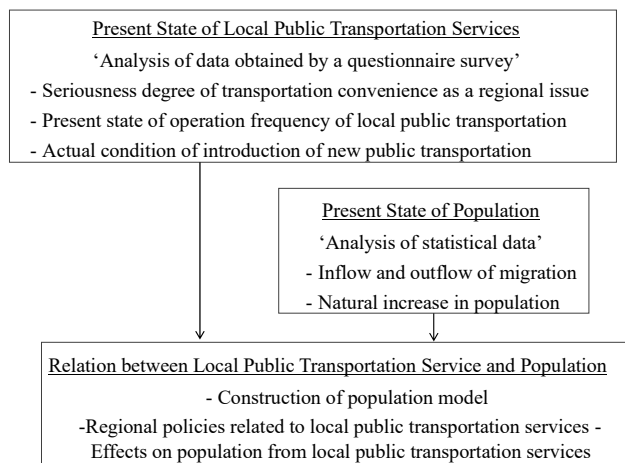 Present State of Local Public Transportation Services
‘Analysis of data obtained by a questionnaire survey’
- Seriousness degree of transportation convenience as a regional issue
- Present state of operation frequency of local public transportation
- Actual condition of introduction of new public transportation
Present State of Population
‘Analysis of statistical data’
- Inflow and outflow of migration
- Natural increase in population
Relation between Local Public Transportation Service and Population
- Construction of population model
-Regional policies related to local public transportation services -
Effects on population from local public transportation services